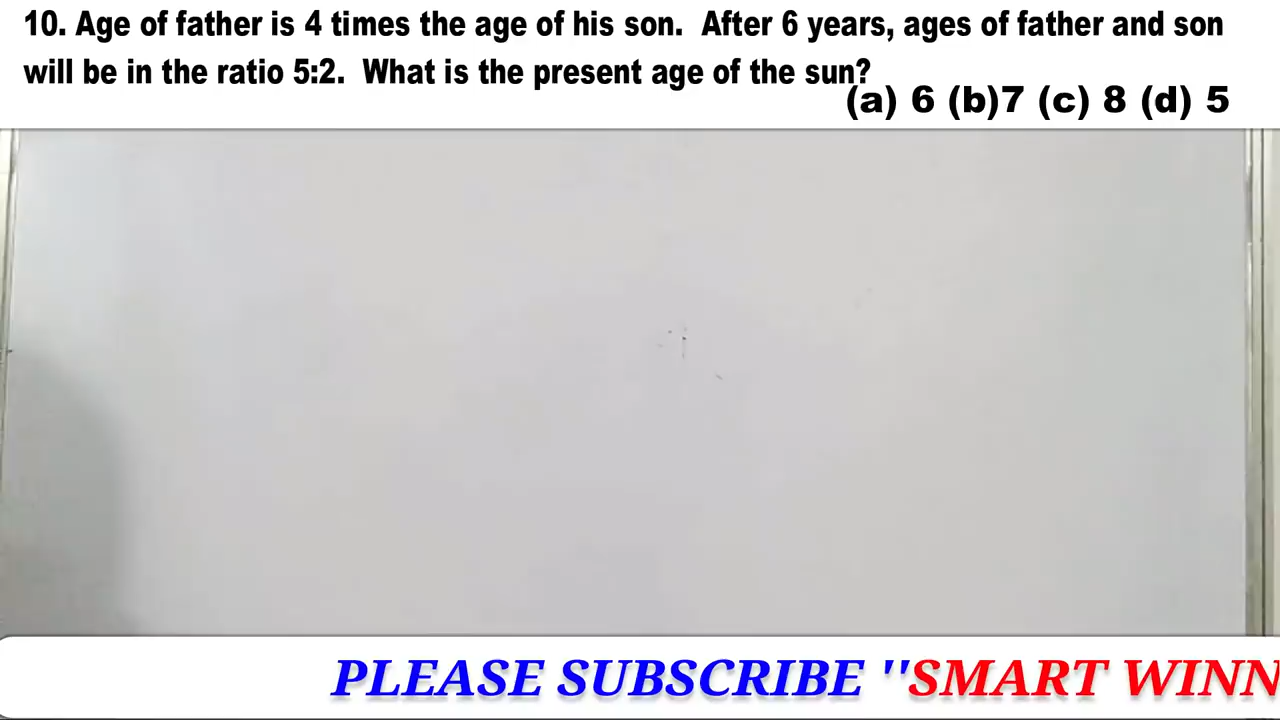 10. Age of father is 4 times the age of his son. After 6 years, ages of father and son
will be in the ratio 5:2. What is the present age of the sun?
(a) 6 (b)7 (c) 8 (d) 5
PLEASE SUBSCRIBE "SMART WINN